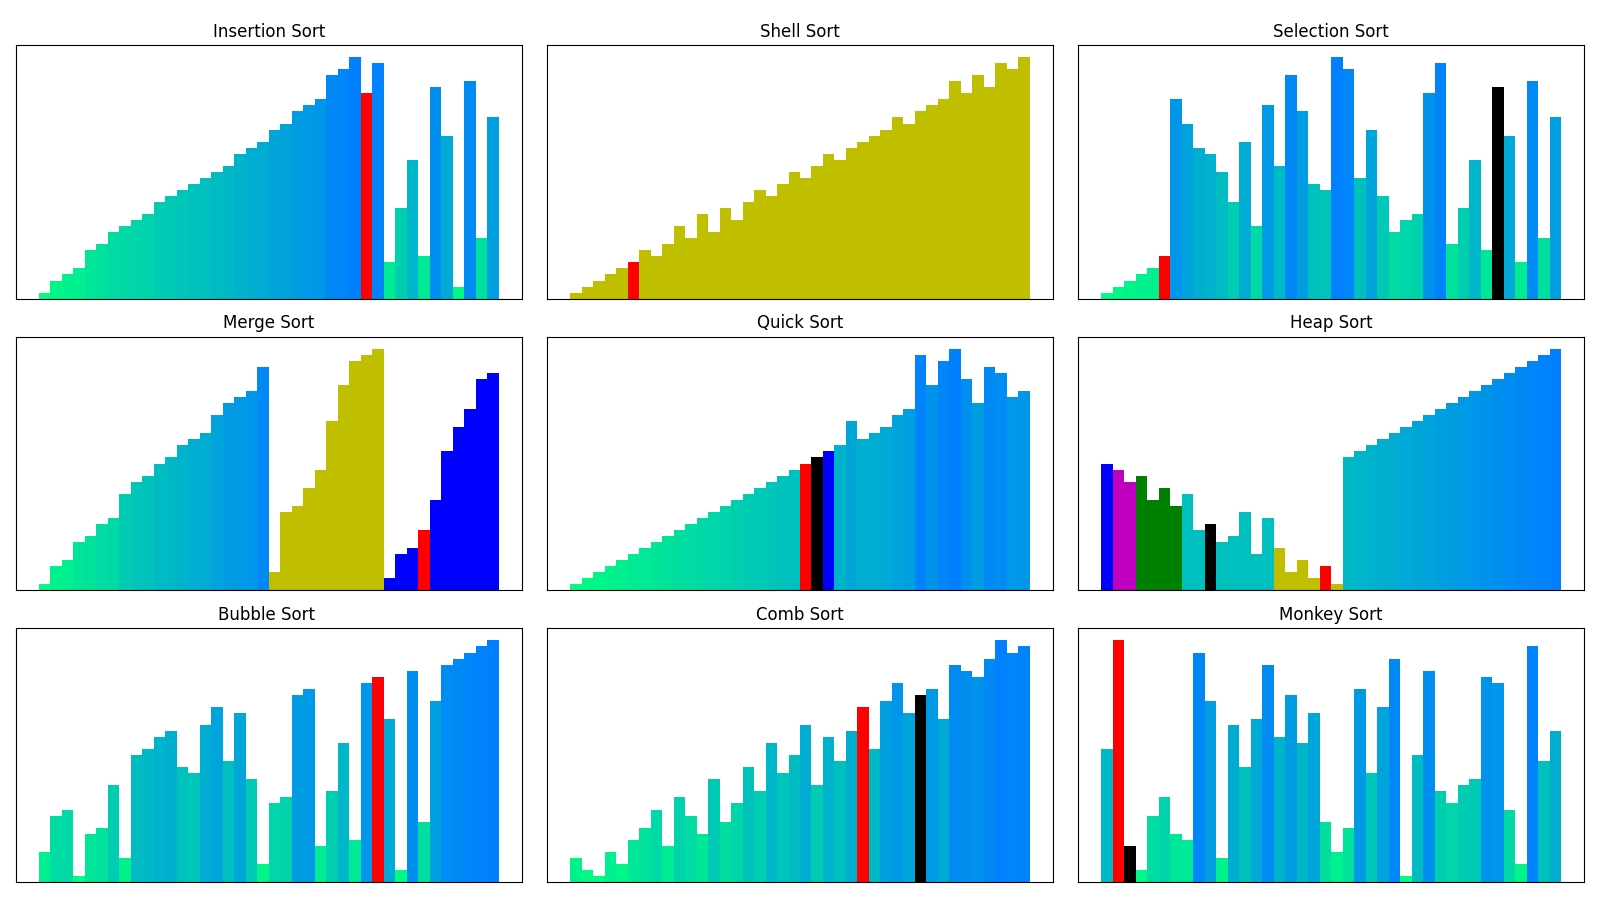 Insertion Sort
Shell Sort
Selection Sort
Merge Sort
Quick Sort
Heap Sort
Bubble Sort
Comb Sort
Monkey Sort